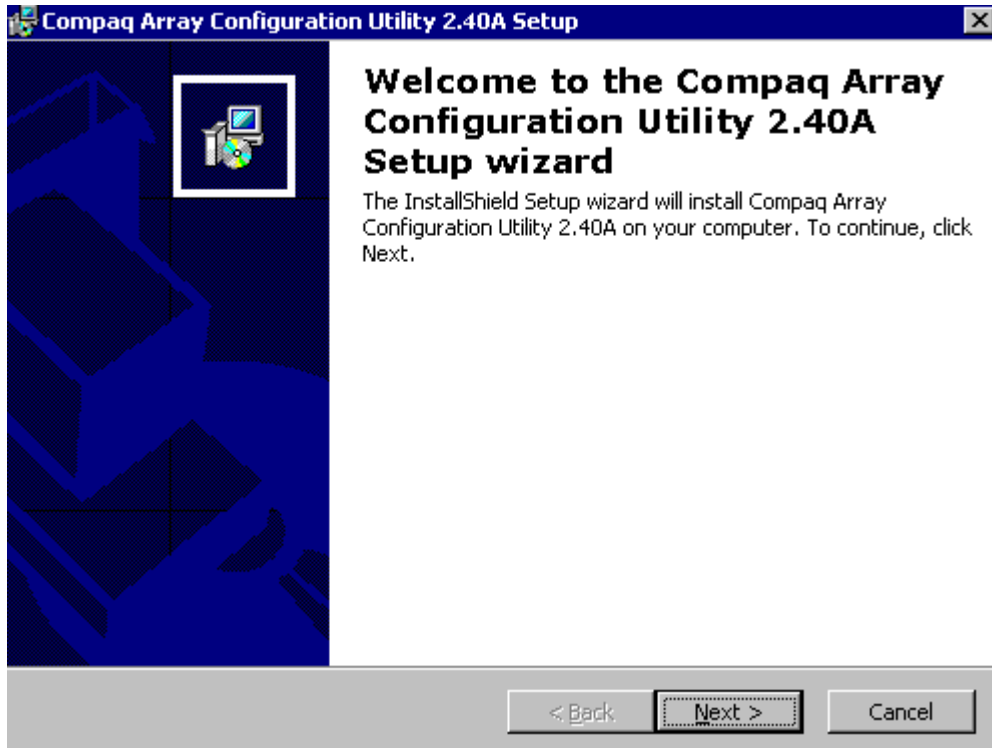 Compaq Array Configuration Utility 2.40A Setup
Welcome to the Compaq Array
Configuration Utility 2.40A
Setup wizard
The InstallShield Setup wizard will install Compaq Array
Configuration Utility 2.40A on your computer. To continue, click
Next.
< Back
Next >
Cancel